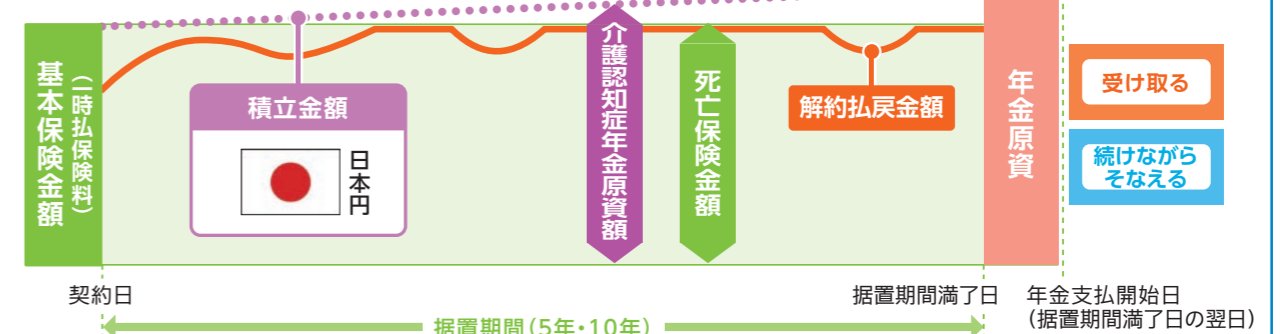 基本保険金額
（一時払保険料）
積立金額
日本円
介護認知症年金原資額
死亡保険金額
解約払戻金額
年金原資
受け取る
続けながら
そなえる
契約日
据置期間満了日
年金支払開始日
（据置期間満了日の翌日）
据置期間（5年・10年）